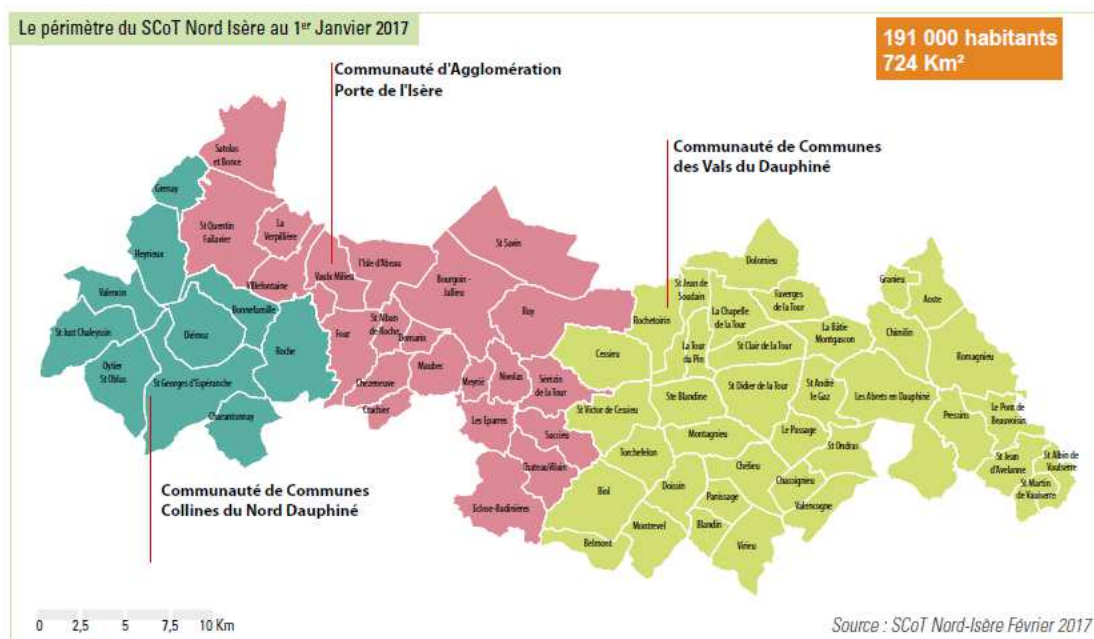 Le périmètre du SCoT Nord Isère au 1er Janvier 2017
191 000 habitants
724 Km²
Communauté d'Agglomération
Porte de l'Isère
Communauté de Communes
des Vals du Dauphiné
Satolas
et Bonce
Grenay
St Quentin
Fallavier
La
Verpillière
Heyrieux
Villefontaine
Vaulx Milieu
l'Isle d'Abeau
St Savin
Bourgoin -
Jallieu
Ruy
Valencin
Bonnefamille
St Just Chaleyssin
Diémoz
Roche
Four
St Alban
de Roche
Domarin
Oytier
St Oblas
St Georges d'Espéranche
Charantonnay
Chèzeneuve
Maubec
Crachier
Meyrié
Nivolas
Sérézin
de la Tour
Les Eparres
Succieu
Chateau Vilain
Eclose-Badinières
Rochetoirin
St Jean de
Soudain
Dolomieu
La Chapelle
de la Tour
Faverges
de la Tour
Granieu
Aoste
Chimilin
Cessieu
La Tour
du Pin
St Clair de la Tour
La Bâtie
Montgascon
Romagnieu
St Victor de Cessieu
Ste Blandine
St Didier de la Tour
St André
le Gaz
Les Abrets en Dauphiné
Pressins
Le Pont de
Beauvoisin
Montagnieu
Le Passage
St Ondras
Torchefelon
Chélieu
St Jean
d'Avelanne
St Albin de
Vaulserre
Biol
Doissin
Panissage
Chassignieu
Valencogne
St Martin
de Vaulserre
Montrevel
Blandin
Virieu
Belmont
Communauté de Communes
Collines du Nord Dauphiné
0 2,5 5 7,5 10 Km
Source : SCoT Nord-Isère Février 2017